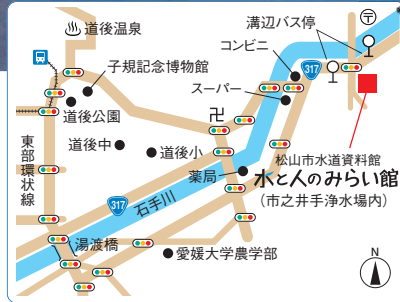 道後温泉
溝辺バス停
コンビニ
317
子規記念博物館
スーパー
道後公園
東部環状線
道後中
道後小
薬局
松山市水道資料館
水と人のみらい館
(市之井手浄水場内)
317
石手川
湯渡橋
愛媛大学農学部
N